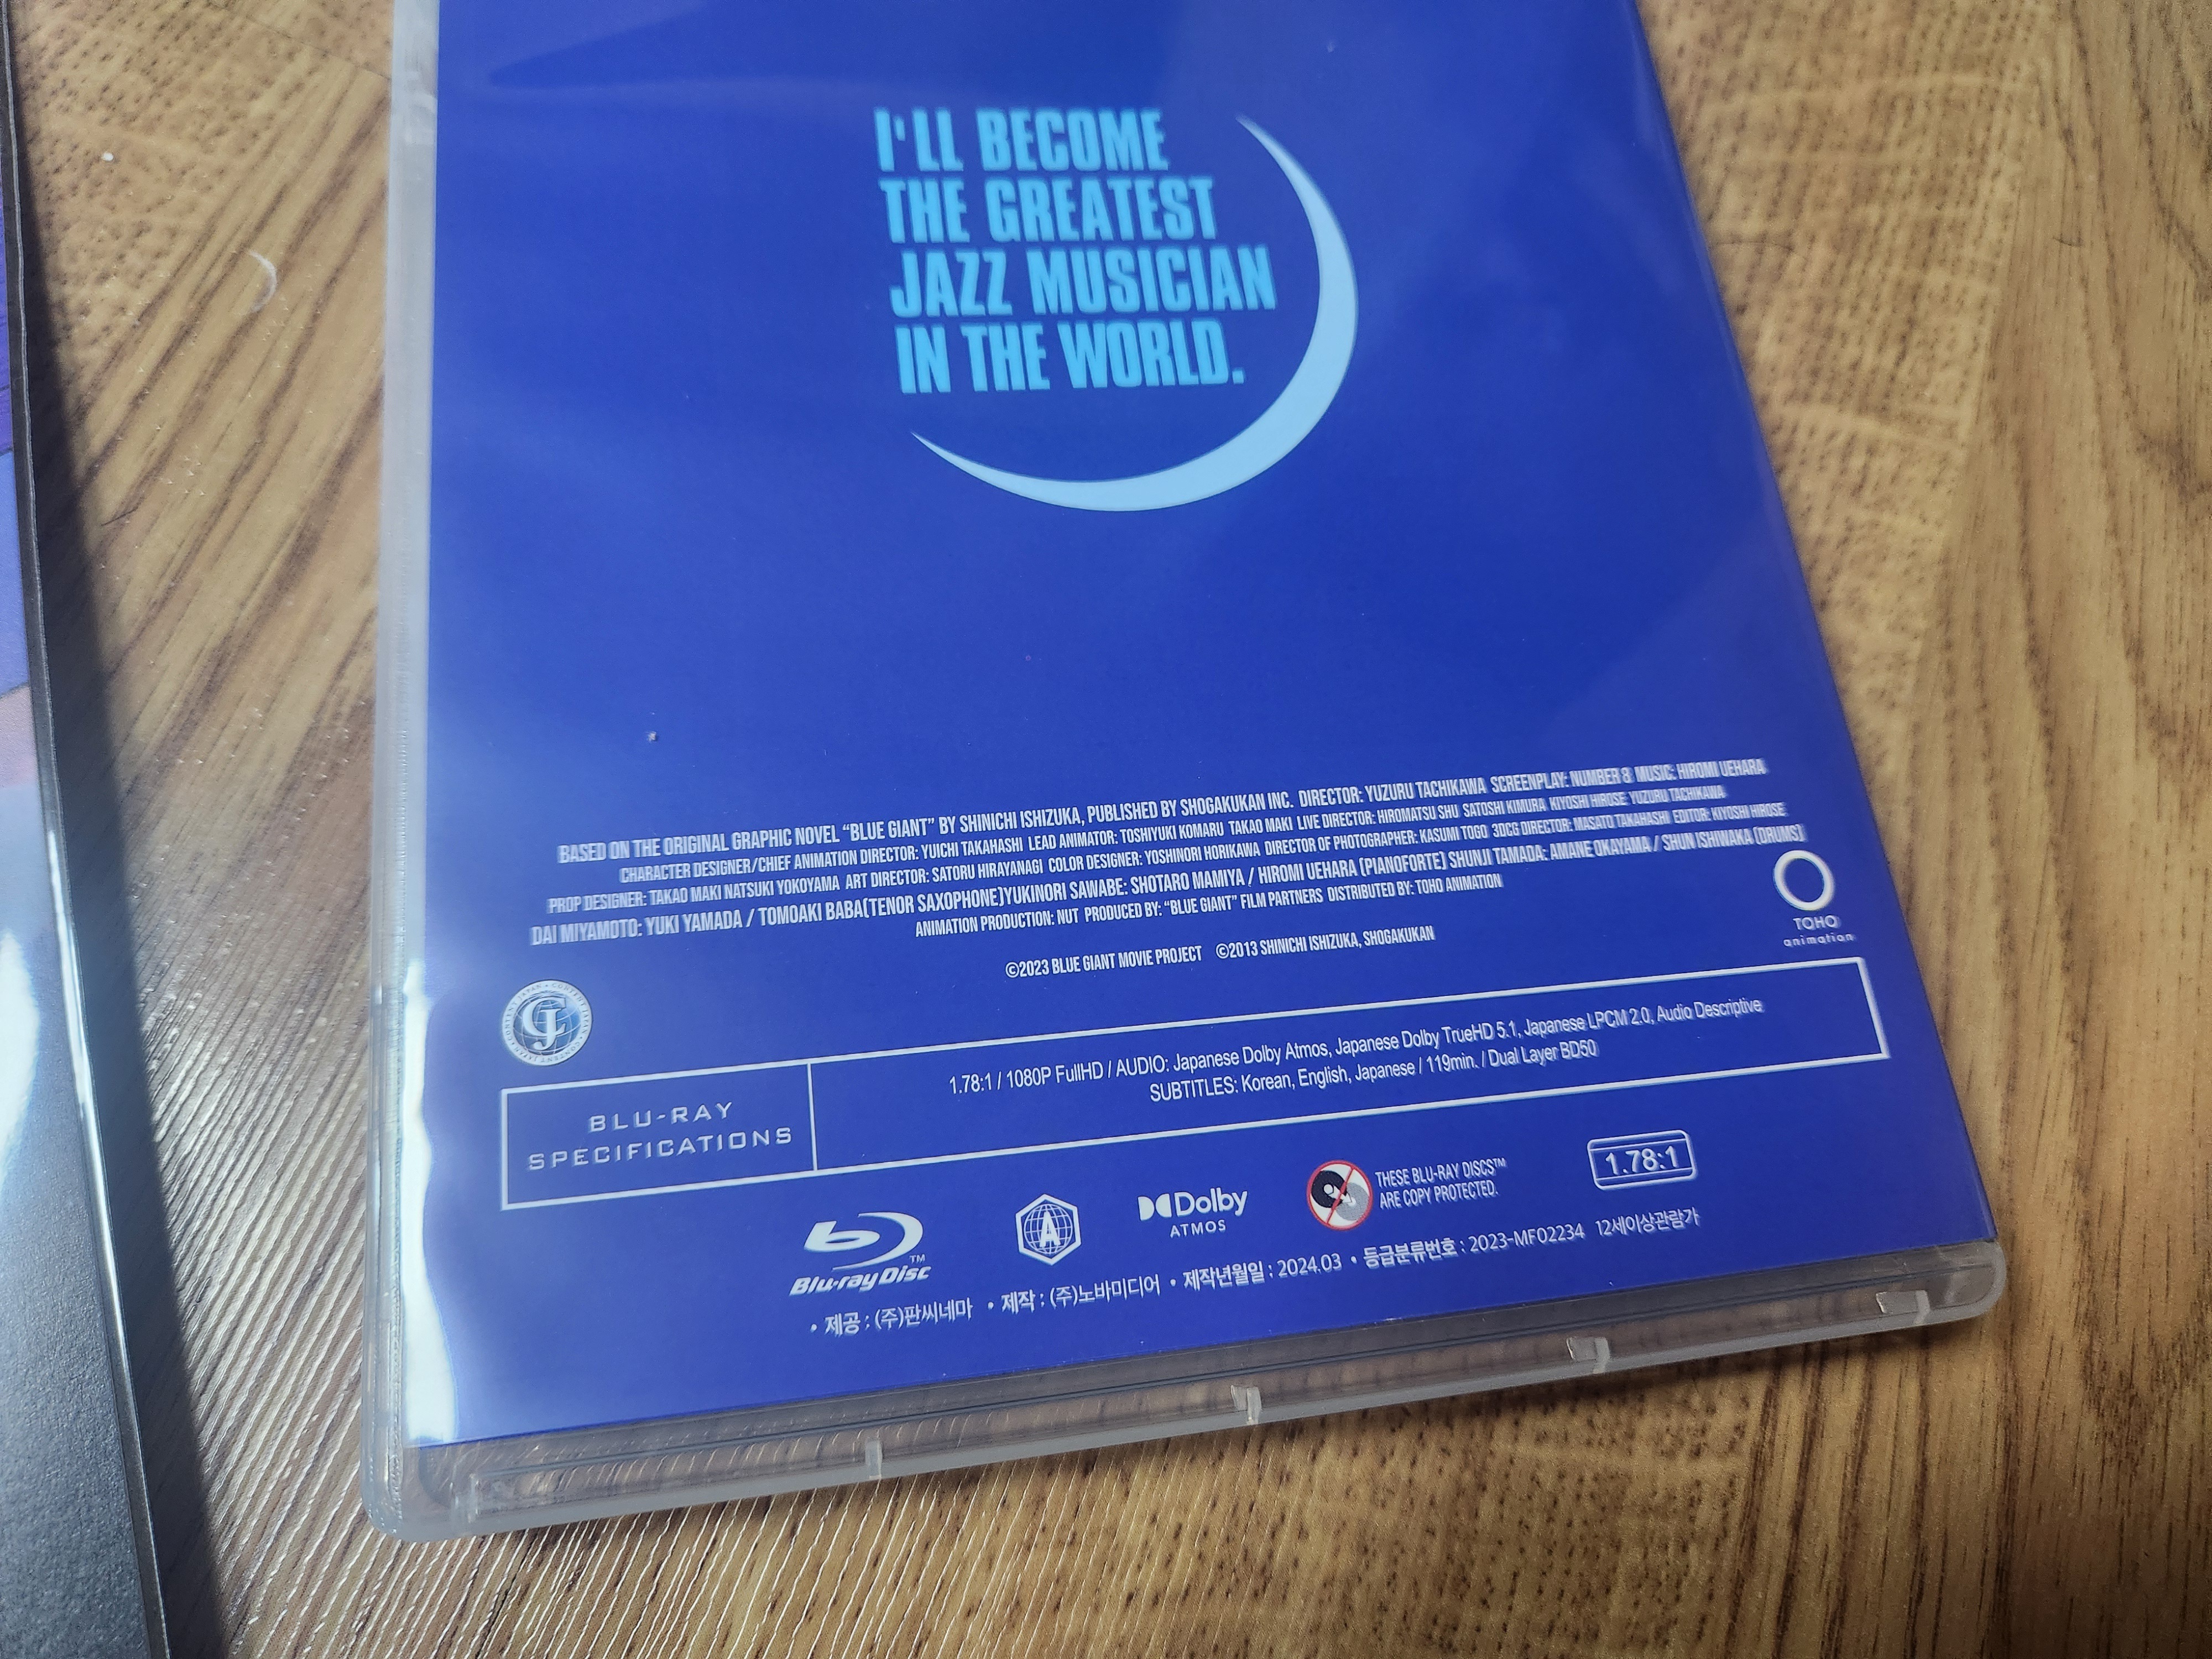 I'LL BECOME
THE GREATEST
JAZZ MUSICIAN
IN THE WORLD.
BASED ON THE ORIGINAL GRAPHIC NOVEL “BLUE GIANT” BY SHINICHI ISHIZUKA, PUBLISHED BY SHOGAKUKAN INC. DIRECTOR: YUZURU TACHIKAWA SCREENPLAY: NUMBER 8 MUSIC: HIROMI UEHARA
CHARACTER DESIGNER/CHIEF ANIMATION DIRECTOR: YUICHI TAKAHASHI LEAD ANIMATOR: TOSHIYUKI KOMARU TAKAO MAKI LIVE DIRECTOR: HIROMATSU SHU SATOSHI KIMURA KIYOSHI HIROSE YUZURU TACHIKAWA
PROP DESIGNER: TAKAO MAKI NATSUKI YOKOYAMA ART DIRECTOR: SATORU HIRAYANAGI COLOR DESIGNER: YOSHINORI HORIKAWA DIRECTOR OF PHOTOGRAPHER: KASUMI TOGO 3DCG DIRECTOR: MASATO TAKAHASHI EDITOR: KIYOSHI HIROSE
DAI MIYAMOTO: YUKI YAMADA / TOMOAKI BABA(TENOR SAXOPHONE)YUKINORI SAWABE: SHOTARO MAMIYA / HIROMI UEHARA (PIANOFORTE) SHUNJI TAMADA: AMANE OKAYAMA / SHUN ISHIWAKA (DRUMS)
ANIMATION PRODUCTION: NUT PRODUCED BY: “BLUE GIANT” FILM PARTNERS DISTRIBUTED BY: TOHO ANIMATION
©2023 BLUE GIANT MOVIE PROJECT ©2013 SHINICHI ISHIZUKA, SHOGAKUKAN
TOHO
animation
CJ
CONTENT JAPAN
BLU-RAY
SPECIFICATIONS
1.78:1 / 1080P FullHD / AUDIO: Japanese Dolby Atmos, Japanese Dolby TrueHD 5.1, Japanese LPCM 2.0, Audio Descriptive
SUBTITLES: Korean, English, Japanese / 119min. / Dual Layer BD50
Blu-ray Disc™
A
Dolby
ATMOS
THESE BLU-RAY DISCS™
ARE COPY PROTECTED.
1.78:1
• 제공 : (주)판씨네마 • 제작 : (주)노바미디어 • 제작년월일 : 2024.03 • 등급분류번호 : 2023-MF02234 12세이상관람가